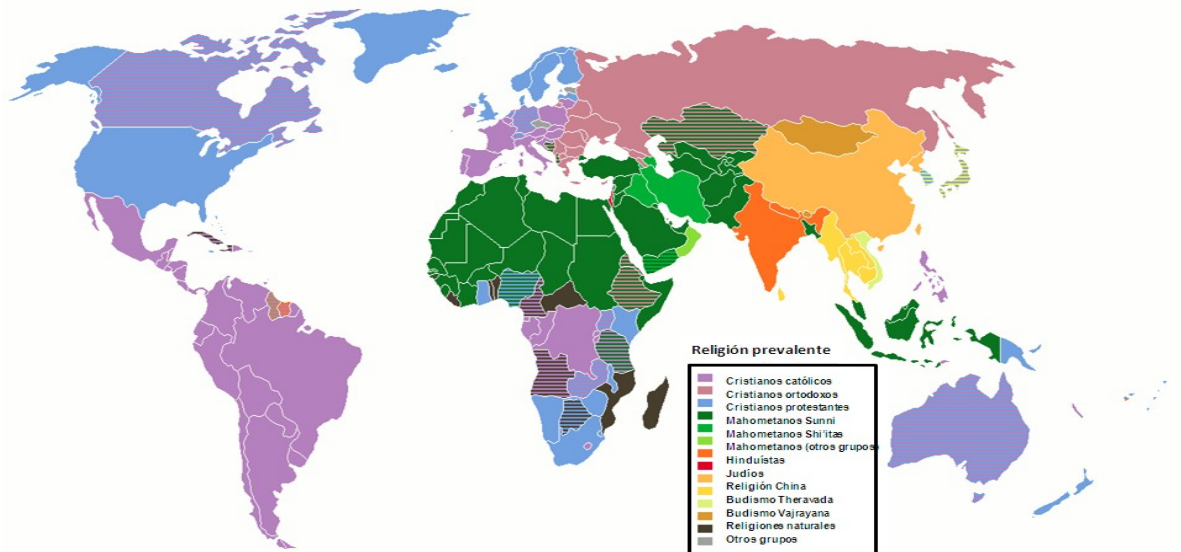 Religión prevalente
Cristianos católicos
Cristianos ortodoxos
Cristianos protestantes
Mahometanos Sunni
Mahometanos Shi'itas
Mahometanos (otros grupos)
Hinduístas
Judíos
Religión China
Budismo Theravada
Budismo Vajrayana
Religiones naturales
Otros grupos